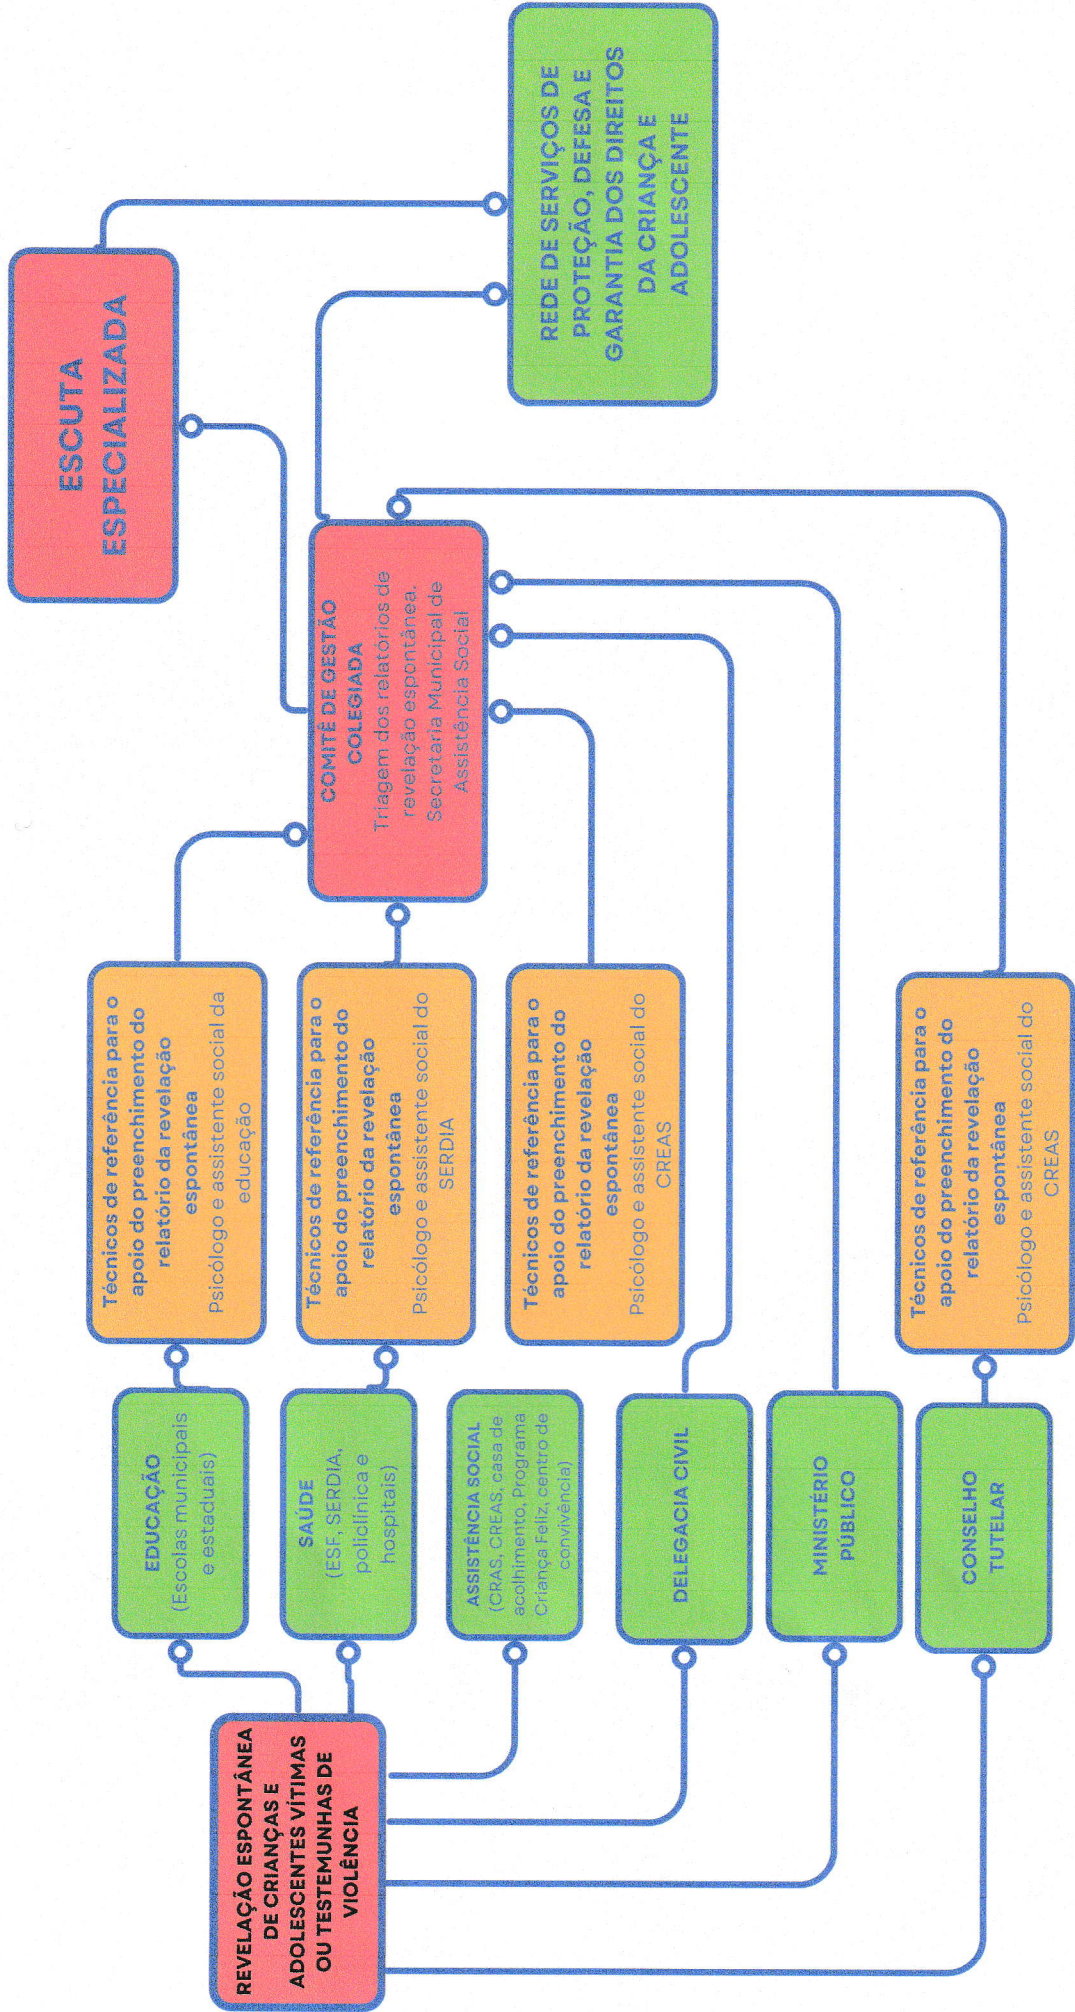 REVELAÇÃO ESPONTÂNEA
DE CRIANÇAS E
ADOLESCENTES VÍTIMAS
OU TESTEMUNHAS DE
VIOLÊNCIA
EDUCAÇÃO
(Escolas municipais
e estaduais)
SAÚDE
(ESF, SERDIA,
policlínica e
hospitais)
ASSISTÊNCIA SOCIAL
(CRAS, CREAS, casa de
acolhimento, Programa
Criança Feliz, centro de
convivência)
DELEGACIA CIVIL
MINISTÉRIO
PÚBLICO
CONSELHO
TUTELAR
Técnicos de referência para o
apoio do preenchimento do
relatório da revelação
espontânea
Psicólogo e assistente social da
educação
Técnicos de referência para o
apoio do preenchimento do
relatório da revelação
espontânea
Psicólogo e assistente social do
SERDIA
Técnicos de referência para o
apoio do preenchimento do
relatório da revelação
espontânea
Psicólogo e assistente social do
CREAS
Técnicos de referência para o
apoio do preenchimento do
relatório da revelação
espontânea
Psicólogo e assistente social do
CREAS
COMITÊ DE GESTÃO
COLEGIADA
Triagem dos relatórios de
revelação espontânea.
Secretaria Municipal de
Assistência Social
ESCUTA
ESPECIALIZADA
REDE DE SERVIÇOS DE
PROTEÇÃO, DEFESA E
GARANTIA DOS DIREITOS
DA CRIANÇA E
ADOLESCENTE